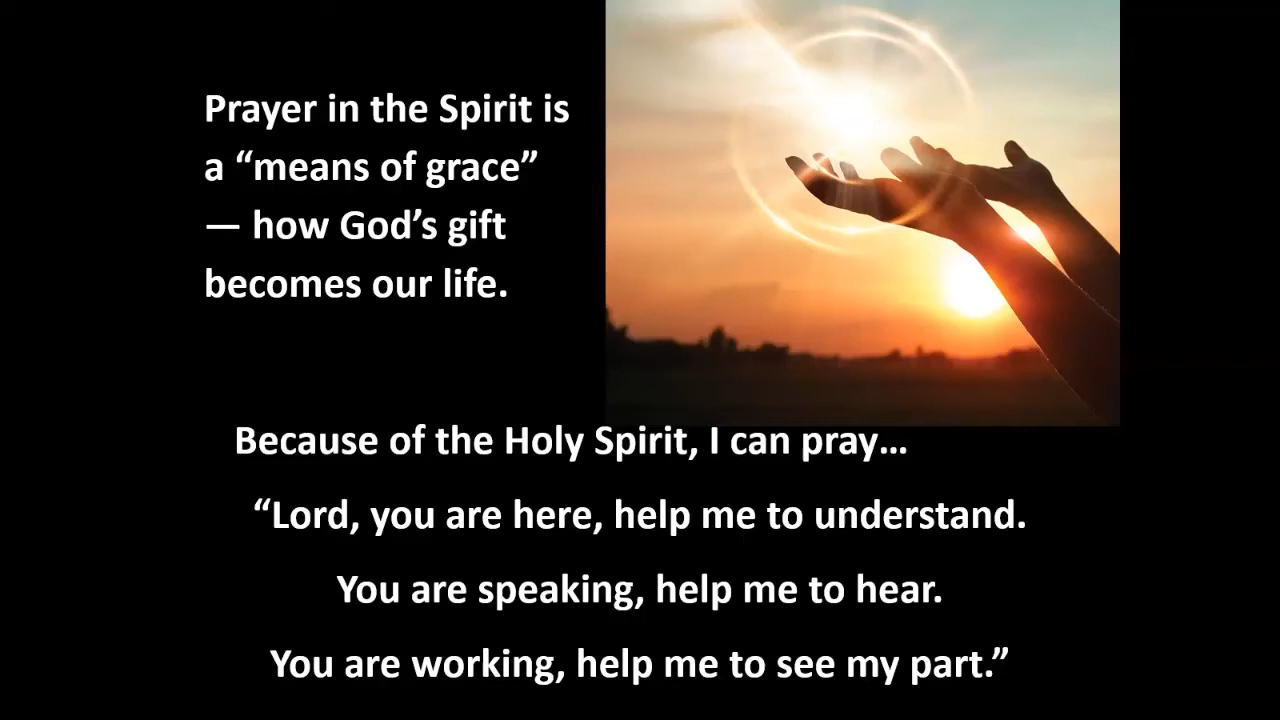 Prayer in the Spirit is
a “means of grace”
— how God’s gift
becomes our life.
Because of the Holy Spirit, I can pray…
“Lord, you are here, help me to understand.
You are speaking, help me to hear.
You are working, help me to see my part.”